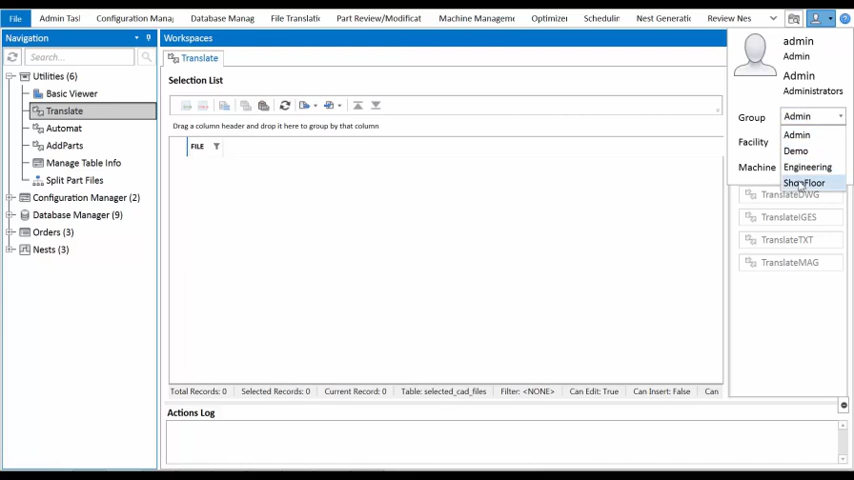 File Admin Tasl Configuration Mana Database Manag File Translatic Part Review/Modificat Machine Manageme Optimizer Schedulin Nest Generatic Review Nes
Navigation
Workspaces
Search...
Utilities (6)
Basic Viewer
Translate
Automat
AddParts
Manage Table Info
Split Part Files
Configuration Manager (2)
Database Manager (9)
Orders (3)
Nests (3)
Translate
Selection List
Drag a column header and drop it here to group by that column
FILE
Total Records: 0 Selected Records: 0 Current Record: 0 Table: selected_cad_files Filter: <NONE> Can Edit: True Can Insert: False Can
Actions Log
admin
Admin
Admin
Administrators
Group Admin
Facility
Machine
Admin
Demo
Engineering
ShopFloor
TranslateDWG
TranslateIGES
TranslateTXT
TranslateMAG